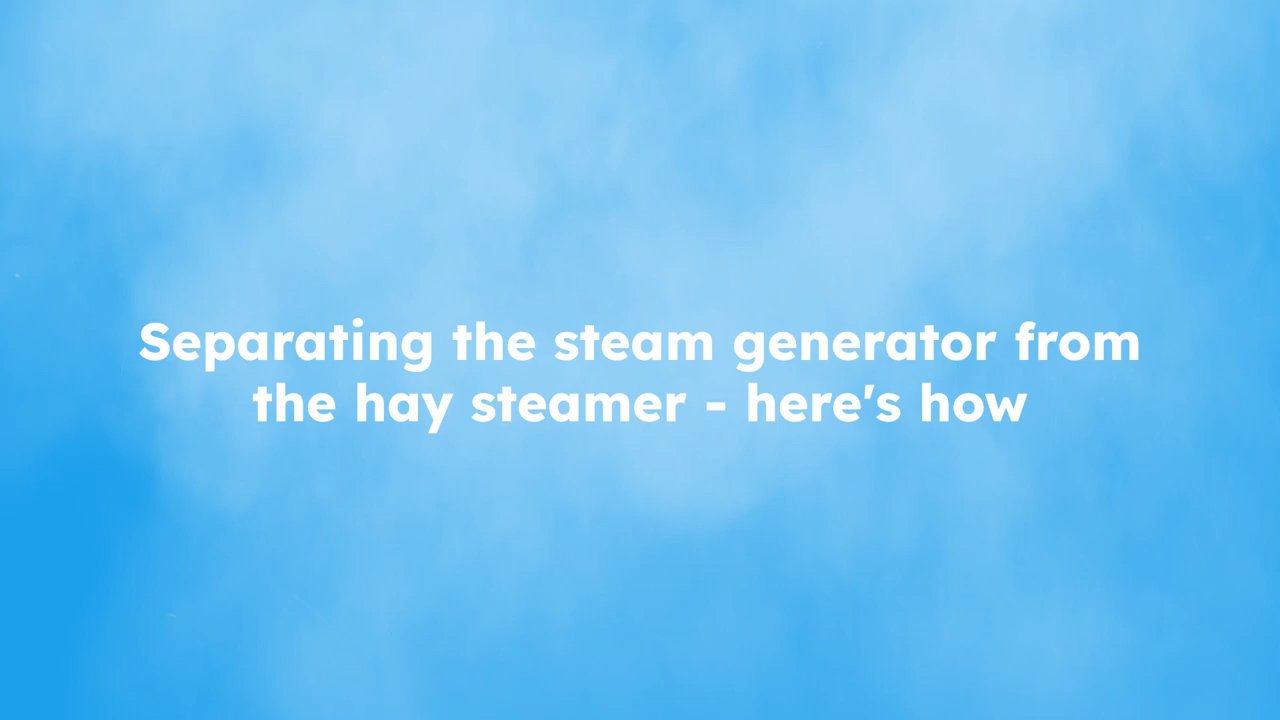 Separating the steam generator from
the hay steamer - here's how